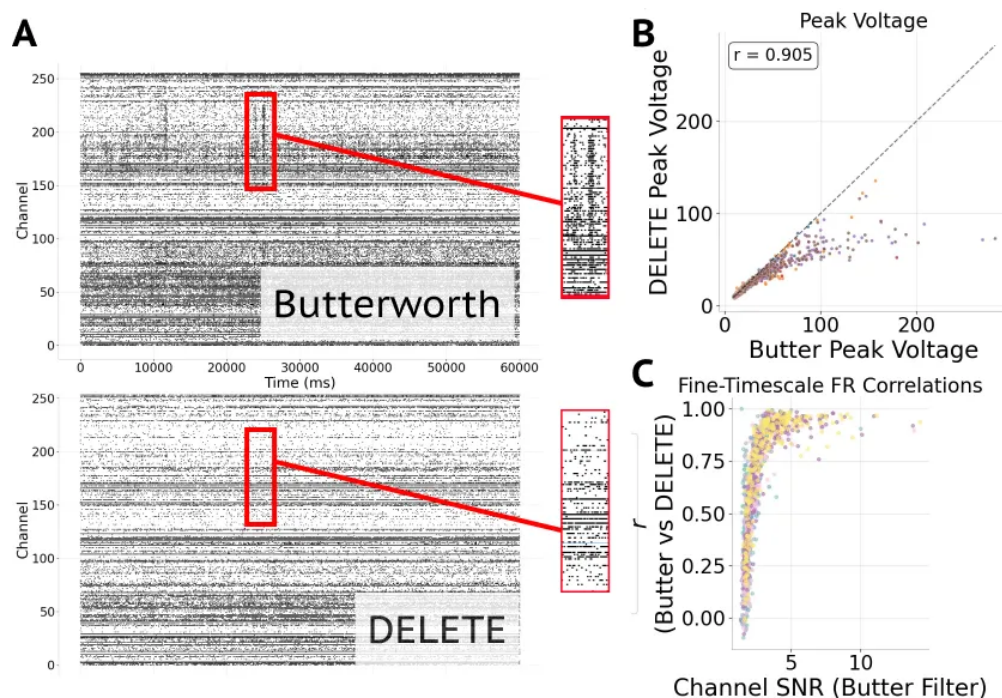 A
250
200
150
100
50
0
Channel
Butterworth
0 10000 20000 30000 40000 50000 60000
Time (ms)
250
200
150
100
50
0
Channel
DELETE
B
Peak Voltage
r = 0.905
DELETE Peak Voltage
200
100
0
0 100 200
Butter Peak Voltage
C
Fine-Timescale FR Correlations
r
(Butter vs DELETE)
1.00
0.75
0.50
0.25
0.00
5 10
Channel SNR (Butter Filter)